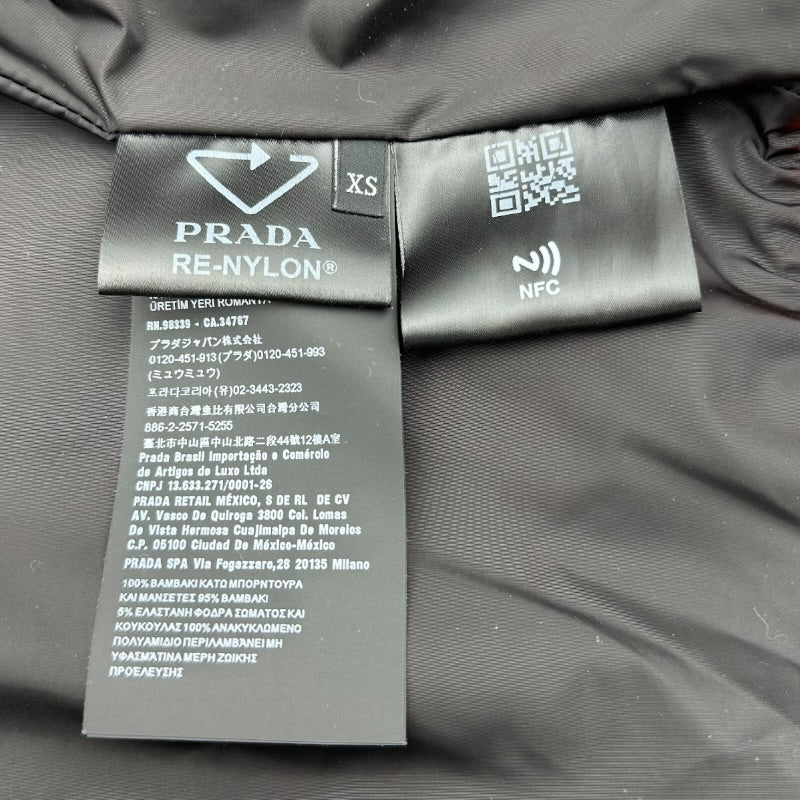 PRADA
RE-NYLON®
XS
NFC
ÜRETİM YERİ ROMANYA
RN.98339 - CA.34767
プラダジャパン株式会社
0120-451-913(プラダ)0120-451-993
(ミュウミュウ)
프라다코리아(유)02-3443-2323
香港商台灣壹比有限公司台灣分公司
886-2-2571-5255
臺北市中山區中山北路二段44號12樓A室
Prada Brasil Importação e Comércio
de Artigos de Luxo Ltda
CNPJ 13.633.271/0001-26
PRADA RETAIL MÉXICO, S DE RL DE CV
AV. Vasco De Quiroga 3800 Col. Lomas
De Vista Hermosa Cuajimalpa De Morelos
C.P. 05100 Ciudad De México-México
PRADA SPA Via Fogazzaro,28 20135 Milano
100% ΒΑΜΒΑΚΙ ΚΑΤΩ ΜΠΟΡΝΤΟΥΡΑ
ΚΑΙ ΜΑΝΣΕΤΕΣ 95% ΒΑΜΒΑΚΙ
5% ΕΛΑΣΤΑΝΗ ΦΟΔΡΑ ΣΩΜΑΤΟΣ ΚΑΙ
ΚΟΥΚΟΥΛΑΣ 100% ΑΝΑΚΥΚΛΩΜΕΝΟ
ΠΟΛΥΑΜΙΔΙΟ ΠΕΡΙΛΑΜΒΆΝΕΙ ΜΗ
ΥΦΑΣΜΆΤΙΝΑ ΜΈΡΗ ΖΩΙΚΉΣ
ΠΡΟΈΛΕΥΣΗΣ